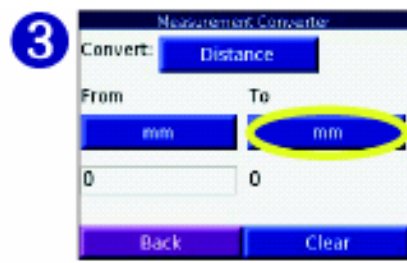 3
Measurement Converter
Convert: Distance
From To
mm mm
0 0
Back Clear